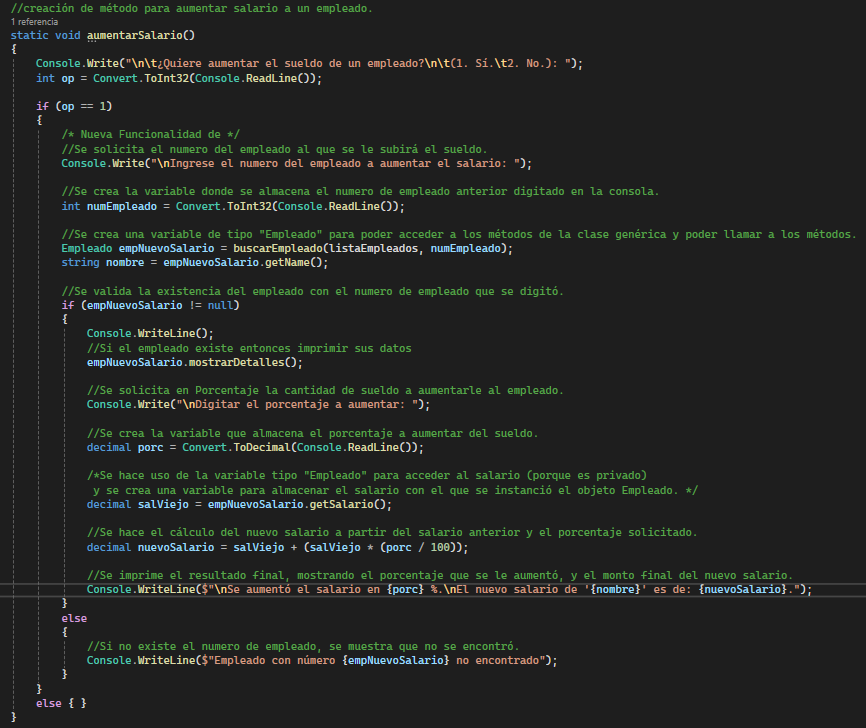 //creación de método para aumentar salario a un empleado.
1 referencia
static void aumentarSalario()
{
Console.Write("\n\t¿Quiere aumentar el sueldo de un empleado?\n\t(1. Sí.\t2. No.): ");
int op = Convert.ToInt32(Console.ReadLine());
if (op == 1)
{
/* Nueva Funcionalidad de */
//Se solicita el numero del empleado al que se le subirá el sueldo.
Console.Write("\nIngrese el numero del empleado a aumentar el salario: ");
//Se crea la variable donde se almacena el numero de empleado anterior digitado en la consola.
int numEmpleado = Convert.ToInt32(Console.ReadLine());
//Se crea una variable de tipo "Empleado" para poder acceder a los métodos de la clase genérica y poder llamar a los métodos.
Empleado empNuevoSalario = buscarEmpleado(listaEmpleados, numEmpleado);
string nombre = empNuevoSalario.getName();
//Se valida la existencia del empleado con el numero de empleado que se digitó.
if (empNuevoSalario != null)
{
Console.WriteLine();
//Si el empleado existe entonces imprimir sus datos
empNuevoSalario.mostrarDetalles();
//Se solicita en Porcentaje la cantidad de sueldo a aumentarle al empleado.
Console.Write("\nDigitar el porcentaje a aumentar: ");
//Se crea la variable que almacena el porcentaje a aumentar del sueldo.
decimal porc = Convert.ToDecimal(Console.ReadLine());
/*Se hace uso de la variable tipo "Empleado" para acceder al salario (porque es privado)
y se crea una variable para almacenar el salario con el que se instanció el objeto Empleado. */
decimal salViejo = empNuevoSalario.getSalario();
//Se hace el cálculo del nuevo salario a partir del salario anterior y el porcentaje solicitado.
decimal nuevoSalario = salViejo + (salViejo * (porc / 100));
//Se imprime el resultado final, mostrando el porcentaje que se le aumentó, y el monto final del nuevo salario.
Console.WriteLine($"\nSe aumentó el salario en {porc} %.\nEl nuevo salario de '{nombre}' es de: {nuevoSalario}.");
}
else
{
//Si no existe el numero de empleado, se muestra que no se encontró.
Console.WriteLine($"Empleado con número {empNuevoSalario} no encontrado");
}
}
else { }
}